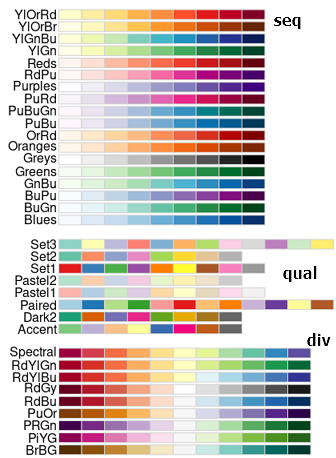 YlOrRd
seq
YlOrBr
YlGnBu
YlGn
Reds
RdPu
Purples
PuRd
PuBuGn
PuBu
OrRd
Oranges
Greys
Greens
GnBu
BuPu
BuGn
Blues
Set3
Set2
Set1
qual
Pastel2
Pastel1
Paired
Dark2
Accent
div
Spectral
RdYlGn
RdYlBu
RdGy
RdBu
PuOr
PRGn
PiYG
BrBG